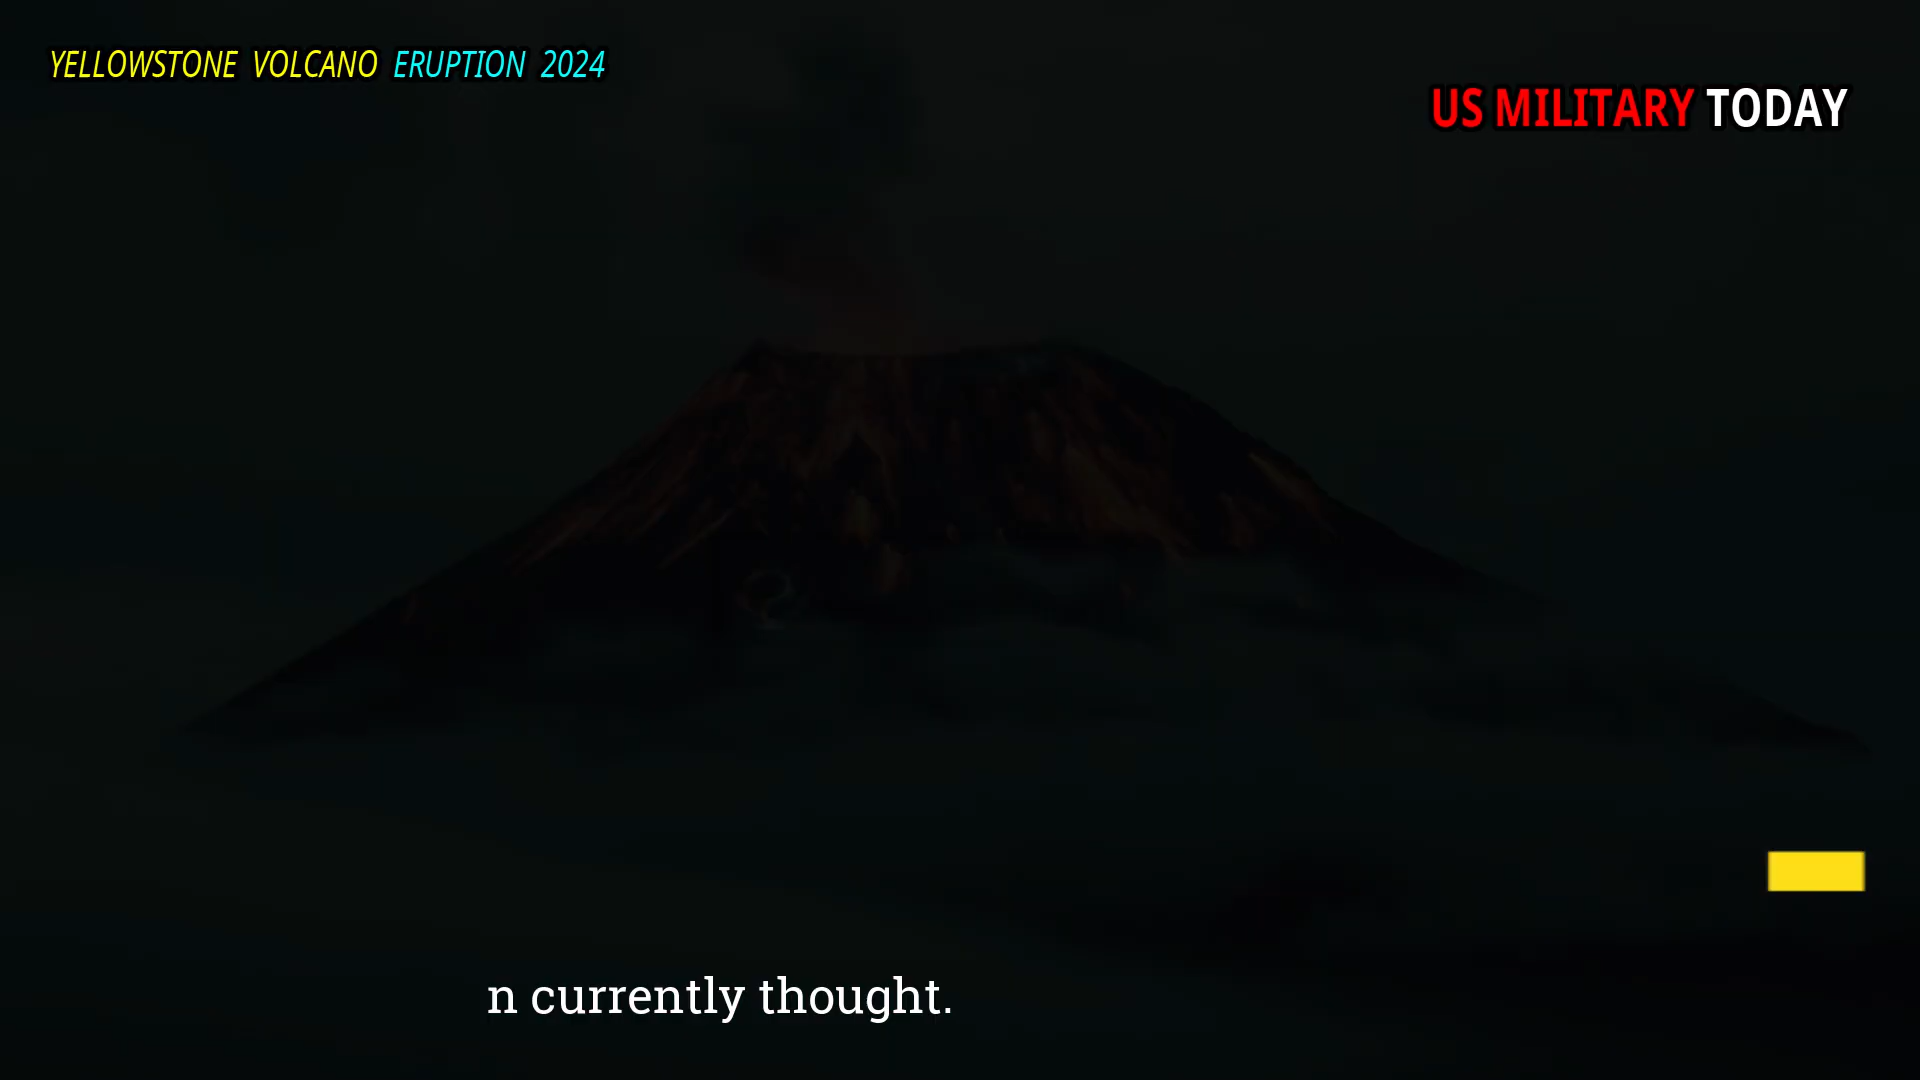 YELLOWSTONE VOLCANO ERUPTION 2024
US MILITARY TODAY
n currently thought.